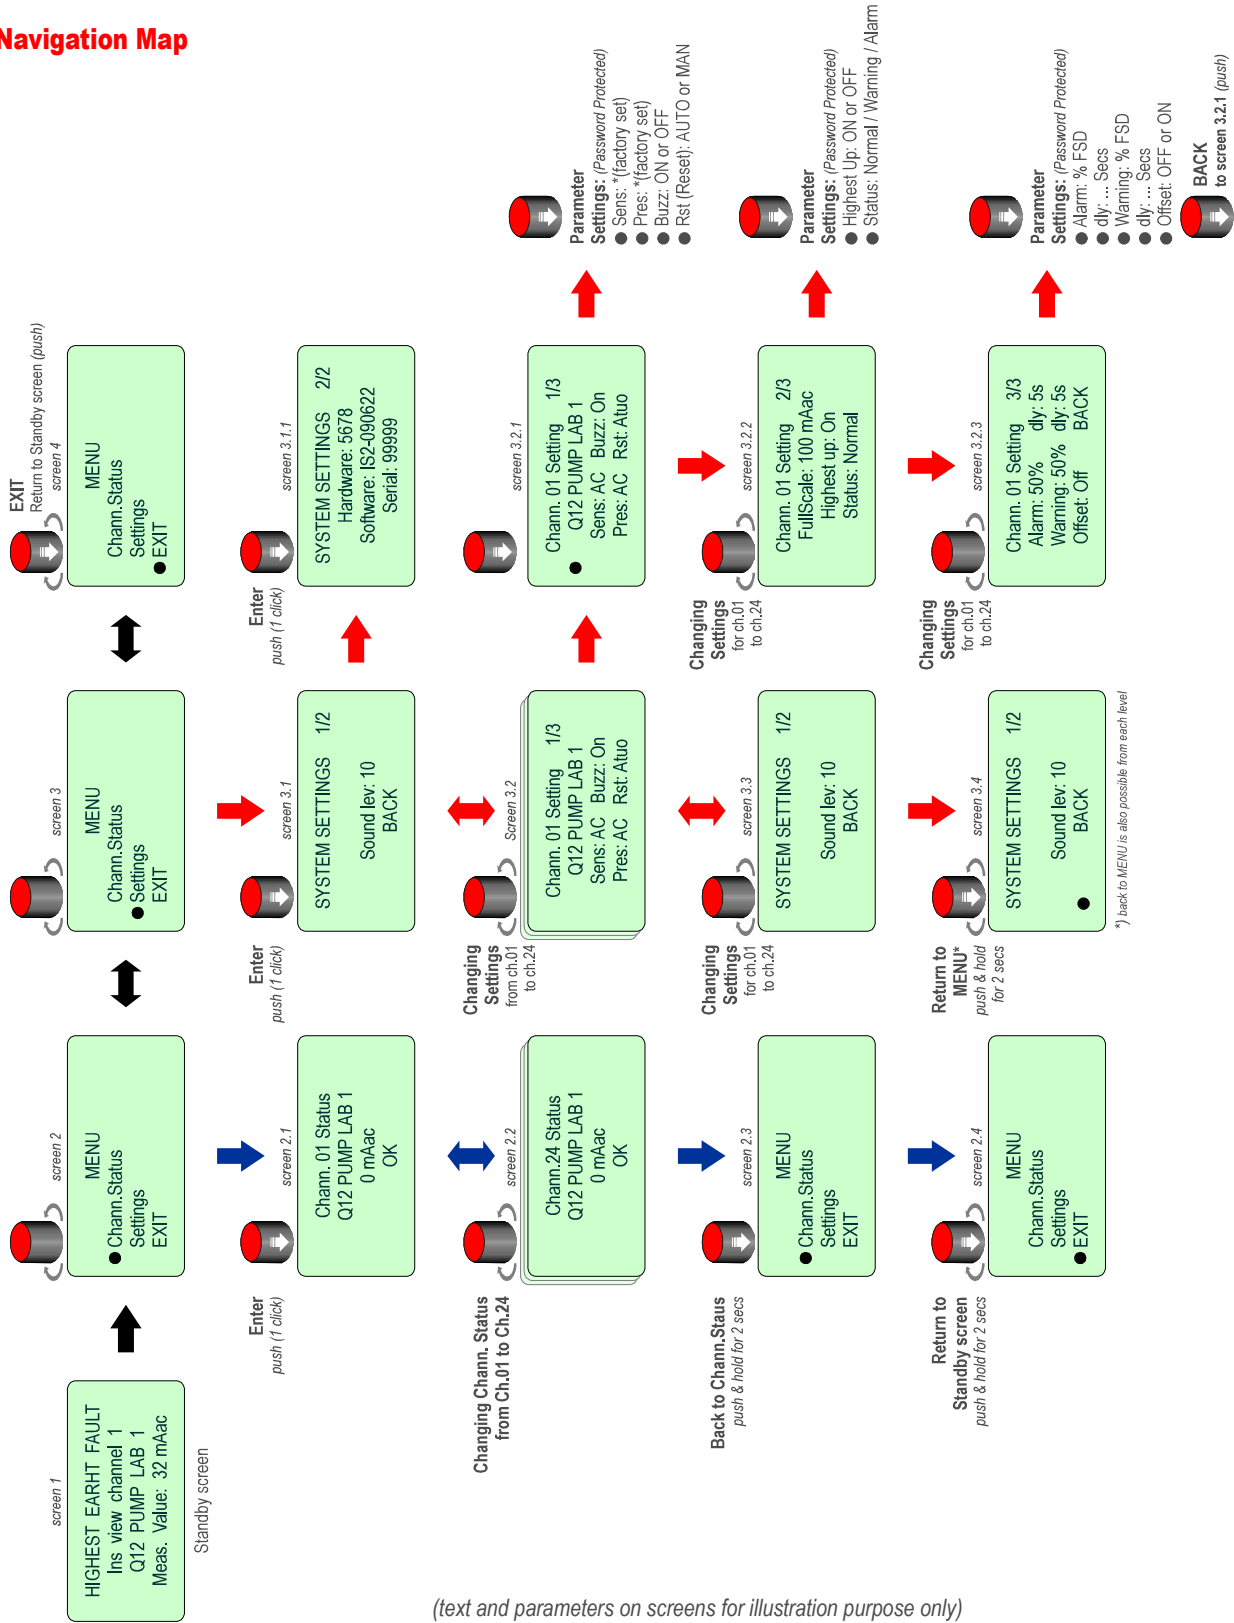 Navigation Map
screen 1
HIGHEST EARHT FAULT
Ins view channel 1
Q12 PUMP LAB 1
Meas. Value: 32 mAac
Standby screen
screen 2
MENU
Chann.Status
Settings
EXIT
screen 3
MENU
Chann.Status
Settings
EXIT
EXIT
Return to Standby screen (push)
screen 4
MENU
Chann.Status
Settings
EXIT
Enter
push (1 click)
screen 2.1
Chann. 01 Status
Q12 PUMP LAB 1
0 mAac
OK
Enter
push (1 click)
screen 3.1
SYSTEM SETTINGS 1/2
Sound lev: 10
BACK
Enter
push (1 click)
screen 3.1.1
SYSTEM SETTINGS 2/2
Hardware: 5678
Software: IS2-090622
Serial: 99999
Changing Chann. Status
from Ch.01 to Ch.24
screen 2.2
Chann.24 Status
Q12 PUMP LAB 1
0 mAac
OK
Changing
Settings
from ch.01
to ch.24
Screen 3.2
Chann. 01 Setting 1/3
Q12 PUMP LAB 1
Sens: AC Buzz: On
Pres: AC Rst: Atuo
screen 3.2.1
Chann. 01 Setting 1/3
Q12 PUMP LAB 1
Sens: AC Buzz: On
Pres: AC Rst: Atuo
Parameter
Settings: (Password Protected)
● Sens: *(factory set)
● Pres: *(factory set)
● Buzz: ON or OFF
● Rst (Reset): AUTO or MAN
Back to Chann.Staus
push & hold for 2 secs
screen 2.3
MENU
Chann.Status
Settings
EXIT
Changing
Settings
for ch.01
to ch.24
screen 3.3
SYSTEM SETTINGS 1/2
Sound lev: 10
BACK
Changing
Settings
for ch.01
to ch.24
screen 3.2.2
Chann. 01 Setting 2/3
FullScale: 100 mAac
Highest up: On
Status: Normal
Parameter
Settings: (Password Protected)
● Highest Up: ON or OFF
● Status: Normal / Warning / Alarm
Return to
Standby screen
push & hold for 2 secs
screen 2.4
MENU
Chann.Status
Settings
EXIT
Return to
MENU*
push & hold
for 2 secs
screen 3.4
SYSTEM SETTINGS 1/2
Sound lev: 10
BACK
*) back to MENU is also possible from each level
Changing
Settings
for ch.01
to ch.24
screen 3.2.3
Chann. 01 Setting 3/3
Alarm: 50% dly: 5s
Warning: 50% dly: 5s
Offset: Off BACK
Parameter
Settings: (Password Protected)
● Alarm: % FSD
● dly: ... Secs
● Warning: % FSD
● dly: ... Secs
● Offset: OFF or ON
BACK
to screen 3.2.1 (push)
(text and parameters on screens for illustration purpose only)